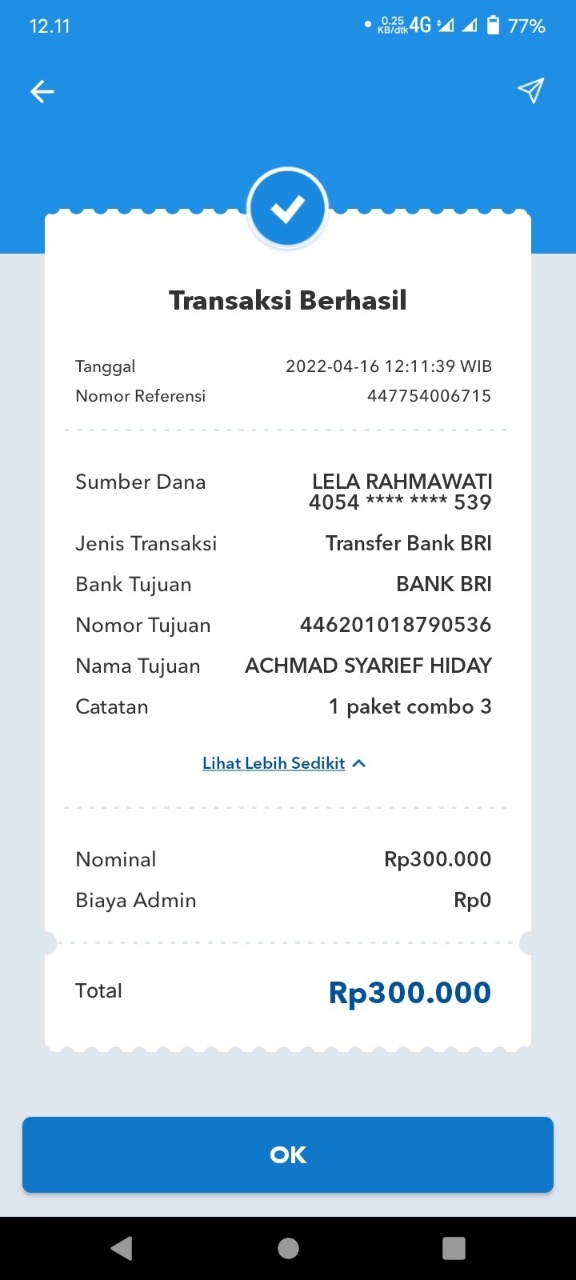 12.11
0.25 KB/dtk 4G 77%
Transaksi Berhasil
Tanggal 2022-04-16 12:11:39 WIB
Nomor Referensi 447754006715
Sumber Dana LELA RAHMAWATI
4054 **** **** 539
Jenis Transaksi Transfer Bank BRI
Bank Tujuan BANK BRI
Nomor Tujuan 446201018790536
Nama Tujuan ACHMAD SYARIEF HIDAY
Catatan 1 paket combo 3
Lihat Lebih Sedikit
Nominal Rp300.000
Biaya Admin Rp0
Total Rp300.000
OK